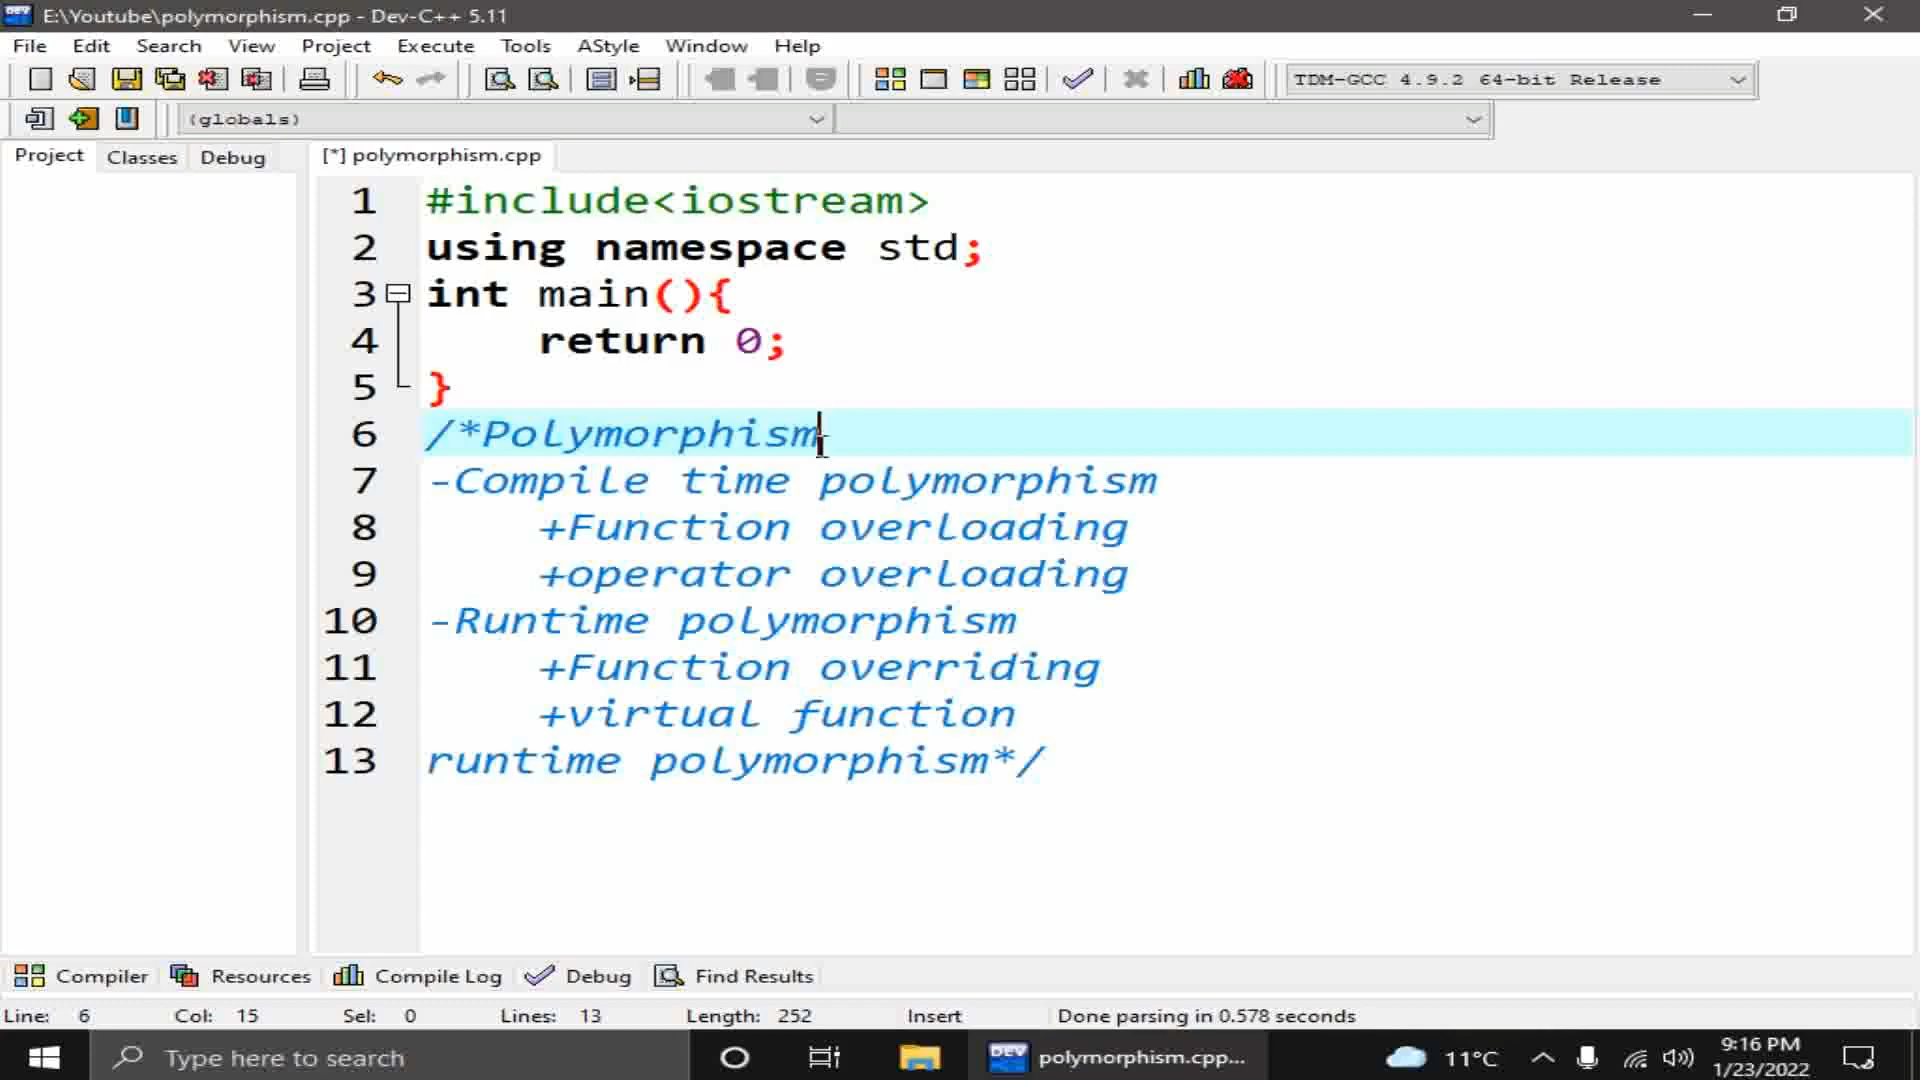 E:\Youtube\polymorphism.cpp - Dev-C++ 5.11
File Edit Search View Project Execute Tools AStyle Window Help
TDM-GCC 4.9.2 64-bit Release
(globals)
Project Classes Debug [*] polymorphism.cpp
1 #include<iostream>
2 using namespace std;
3 int main(){
4 return 0;
5 }
6 /*Polymorphism
7 -Compile time polymorphism
8 +Function overloading
9 +operator overloading
10 -Runtime polymorphism
11 +Function overriding
12 +virtual function
13 runtime polymorphism*/
Compiler Resources Compile Log Debug Find Results
Line: 6 Col: 15 Sel: 0 Lines: 13 Length: 252 Insert Done parsing in 0.578 seconds
Type here to search DEV polymorphism.cpp... 11°C 9:16 PM
1/23/2022